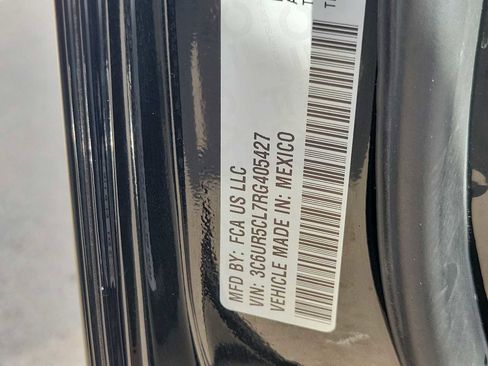 MFD BY: FCA US LLC
VIN: 3C6UR5CL7RG405427
VEHICLE MADE IN: MEXICO